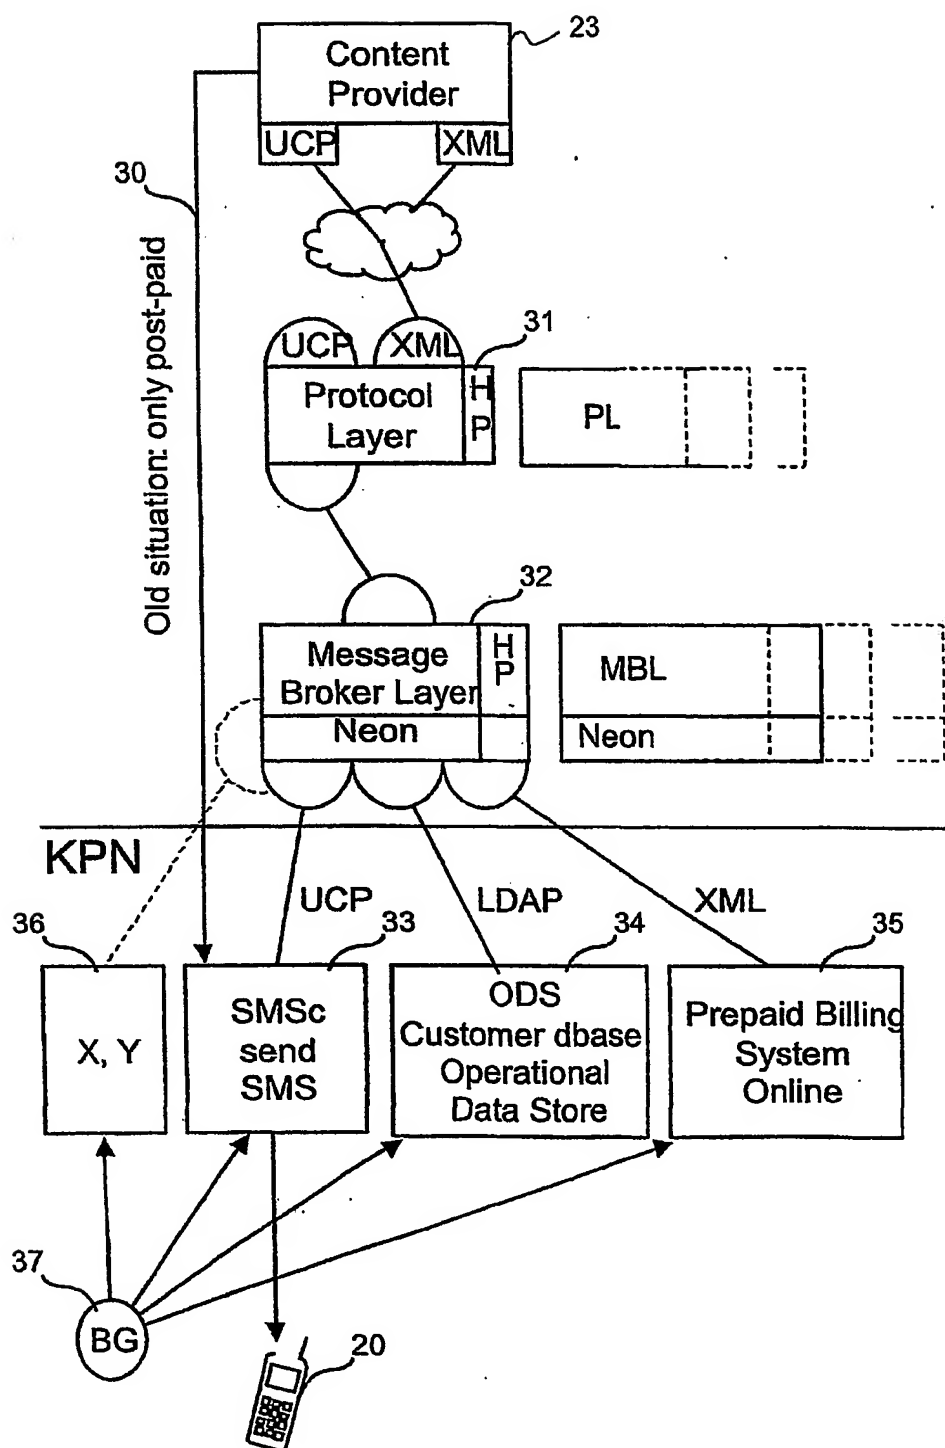 23
Content
Provider
UCP XML
30
Old situation: only post-paid
31
UCP XML
Protocol
Layer
H
P
PL
32
Message
Broker Layer
H
P
Neon
MBL
Neon
KPN
UCP
LDAP
XML
36
33
34
35
X, Y
SMSc
send
SMS
ODS
Customer dbase
Operational
Data Store
Prepaid Billing
System
Online
37
BG
20